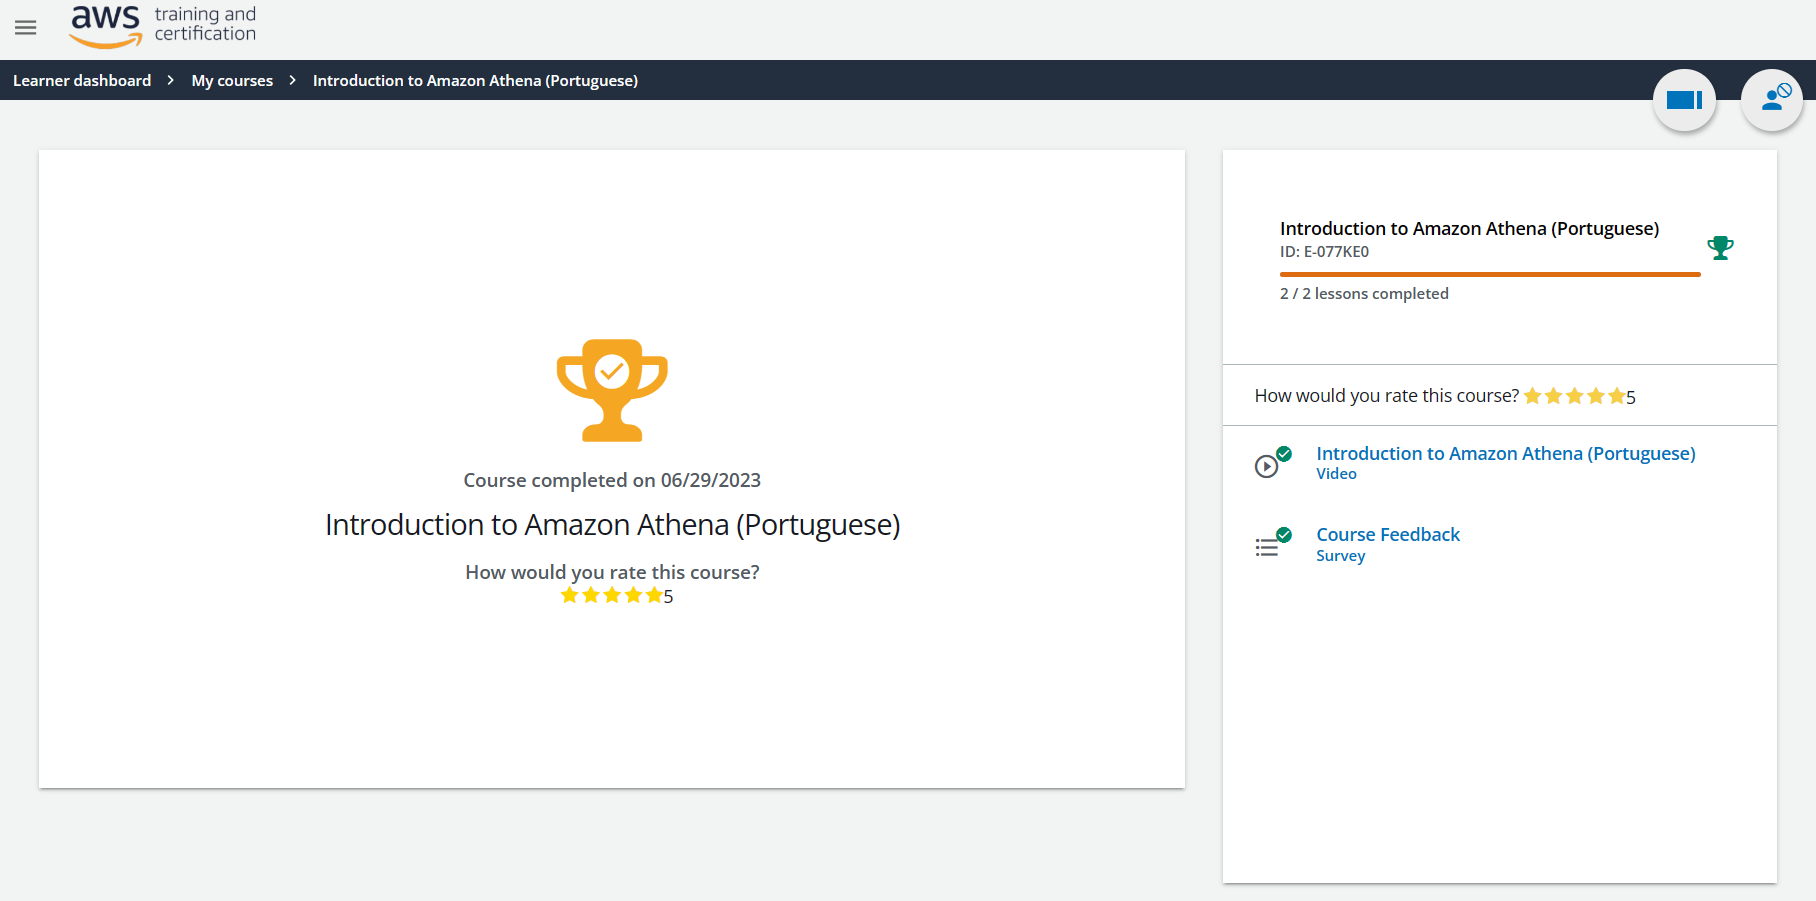 aws training and
certification
Learner dashboard > My courses > Introduction to Amazon Athena (Portuguese)
Course completed on 06/29/2023
Introduction to Amazon Athena (Portuguese)
How would you rate this course?
5
Introduction to Amazon Athena (Portuguese)
ID: E-077KE0
2 / 2 lessons completed
How would you rate this course? 5
Introduction to Amazon Athena (Portuguese)
Video
Course Feedback
Survey